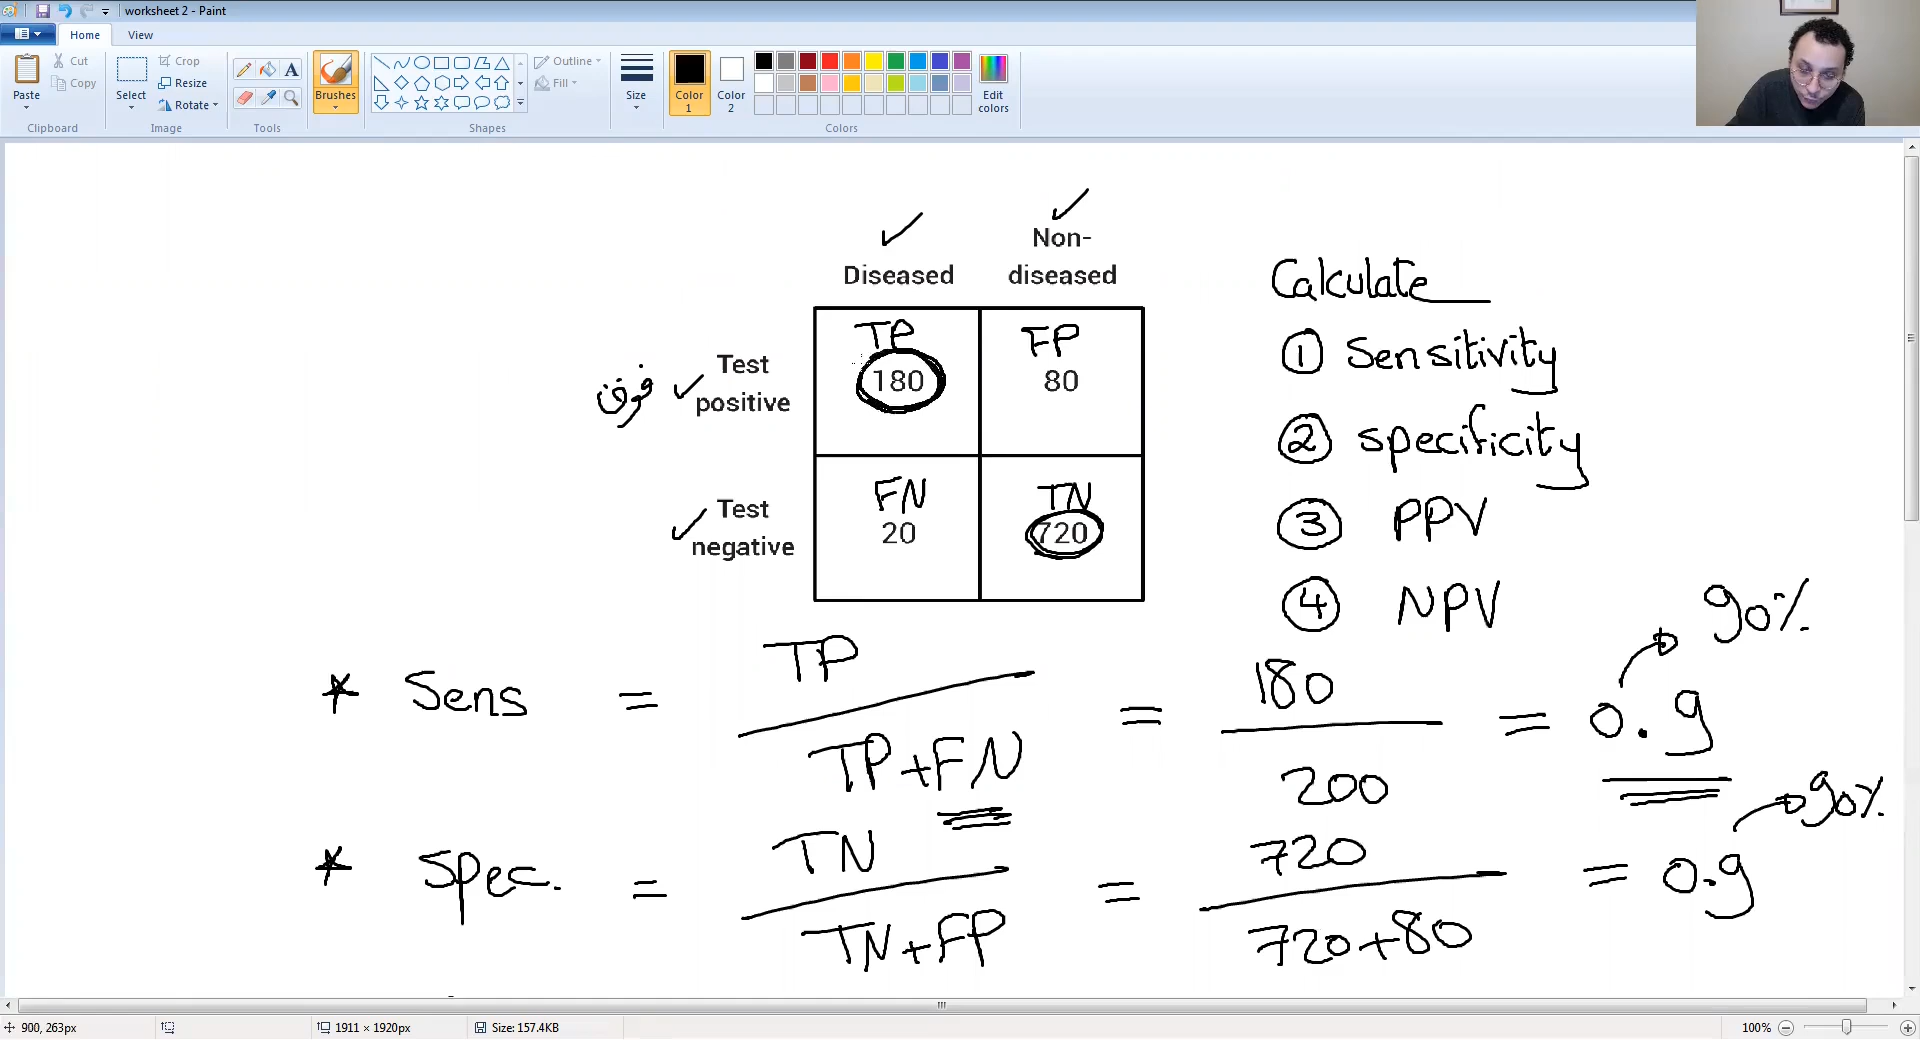 worksheet 2 - Paint
Home View
Paste
Cut
Copy
Clipboard
Select
Crop
Resize
Rotate
Image
A
Tools
Brushes
Outline
Fill
Shapes
Size
Color 1
Color 2
Edit colors
Colors
Diseased
Non-diseased
Calculate
TP
FP
Test positive
فوق
180
80
FN
TN
Test negative
20
720
1 Sensitivity
2 specificity
3 PPV
4 NPV
Sens = TP / TP+FN = 180 / 200 = 0.9
90%
Spec. = TN / TN+FP = 720 / 720+80 = 0.9
90%
900, 263px
1911 × 1920px
Size: 157.4KB
100%